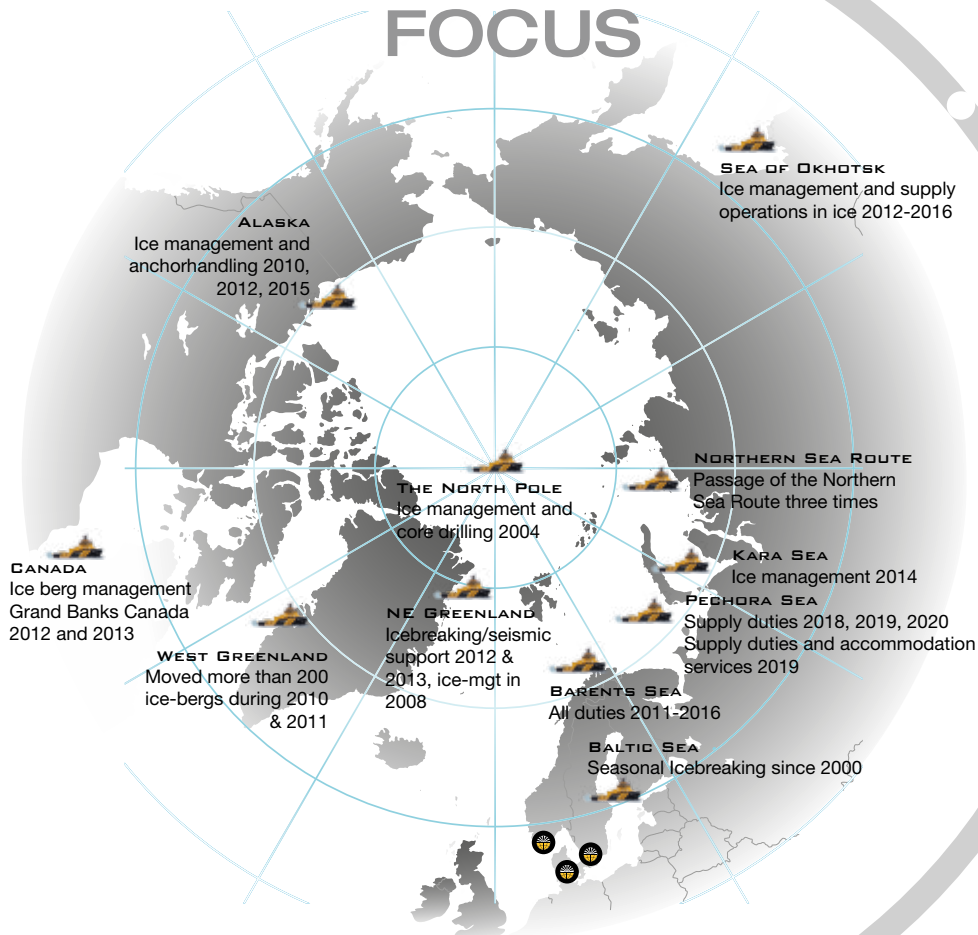 FOCUS
SEA OF OKHOTSK
Ice management and supply
operations in ice 2012-2016
ALASKA
Ice management and
anchorhandling 2010,
2012, 2015
NORTHERN SEA ROUTE
Passage of the Northern
Sea Route three times
THE NORTH POLE
Ice management and
core drilling 2004
KARA SEA
Ice management 2014
CANADA
Ice berg management
Grand Banks Canada
2012 and 2013
PECHORA SEA
Supply duties 2018, 2019, 2020
Supply duties and accommodation
services 2019
NE GREENLAND
Icebreaking/seismic
support 2012 &
2013, ice-mgt in
2008
WEST GREENLAND
Moved more than 200
ice-bergs during 2010
& 2011
BARENTS SEA
All duties 2011-2016
BALTIC SEA
Seasonal Icebreaking since 2000